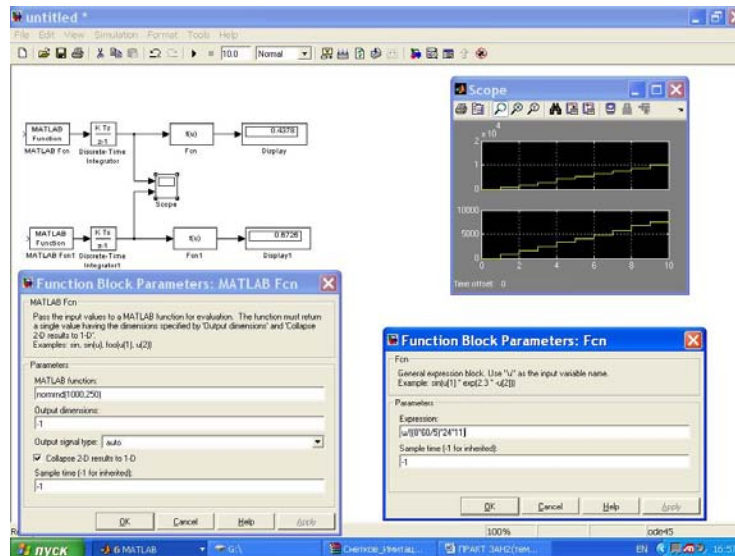 untitled *
File Edit View Simulation Format Tools Help
10.0 Normal
MATLAB
Function
MATLAB Fcn
K Ts
z-1
Discrete-Time
Integrator
f(u)
Fcn
0.4378
Display
Scope
MATLAB
Function
MATLAB Fcn1
K Ts
z-1
Discrete-Time
Integrator1
f(u)
Fcn1
Display1
Scope
x 10
4
2
1
0
10000
5000
0
0 2 4 6 8 10
Time offset: 0
Function Block Parameters: MATLAB Fcn
MATLAB Fcn
Pass the input values to a MATLAB function for evaluation. The function must return
a single value having the dimensions specified by 'Output dimensions' and 'Collapse
2-D results to 1-D'.
Examples: sin, sin(u), foo(u(1), u(2))
Parameters
MATLAB function:
normrnd(1000,250)
Output dimensions:
-1
Output signal type: auto
Collapse 2-D results to 1-D
Sample time (-1 for inherited):
-1
OK Cancel Help Apply
Function Block Parameters: Fcn
Fcn
General expression block. Use "u" as the input variable name.
Example: sin(u(1) * exp(2.3 * -u(2)))
Parameters
Expression:
u/((8*60/5)*24*11)
Sample time (-1 for inherited):
-1
OK Cancel Help Apply
100% ode45
пуск 6 MATLAB G:\ ПРАКТ ЗАН2(тем... EN